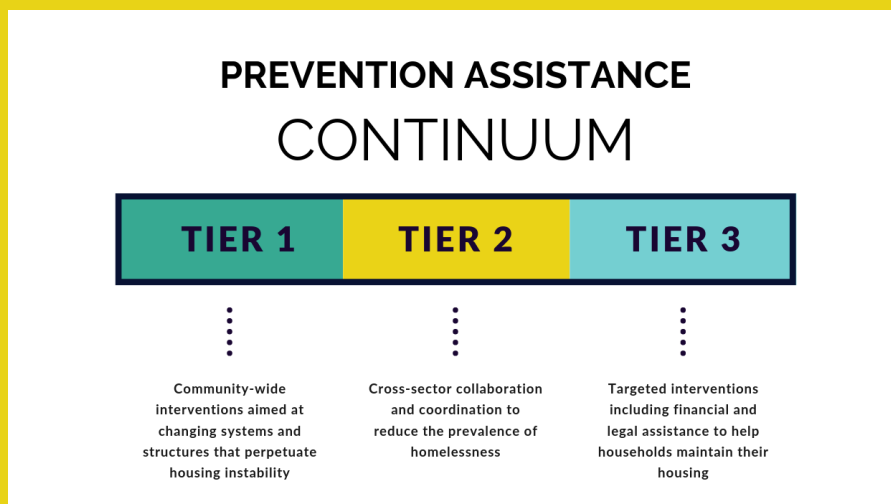 PREVENTION ASSISTANCE
CONTINUUM
TIER 1
TIER 2
TIER 3
Community-wide
interventions aimed at
changing systems and
structures that perpetuate
housing instability
Cross-sector collaboration
and coordination to
reduce the prevalence of
homelessness
Targeted interventions
including financial and
legal assistance to help
households maintain their
housing